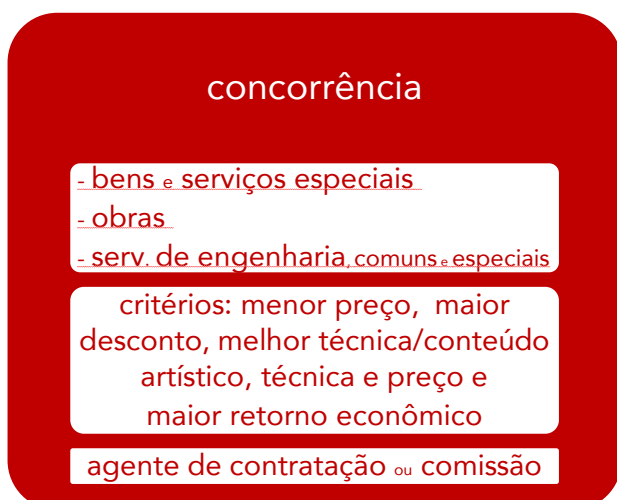 concorrência
- bens e serviços especiais
- obras
- serv. de engenharia, comuns e especiais
critérios: menor preço, maior
desconto, melhor técnica/conteúdo
artístico, técnica e preço e
maior retorno econômico
agente de contratação ou comissão